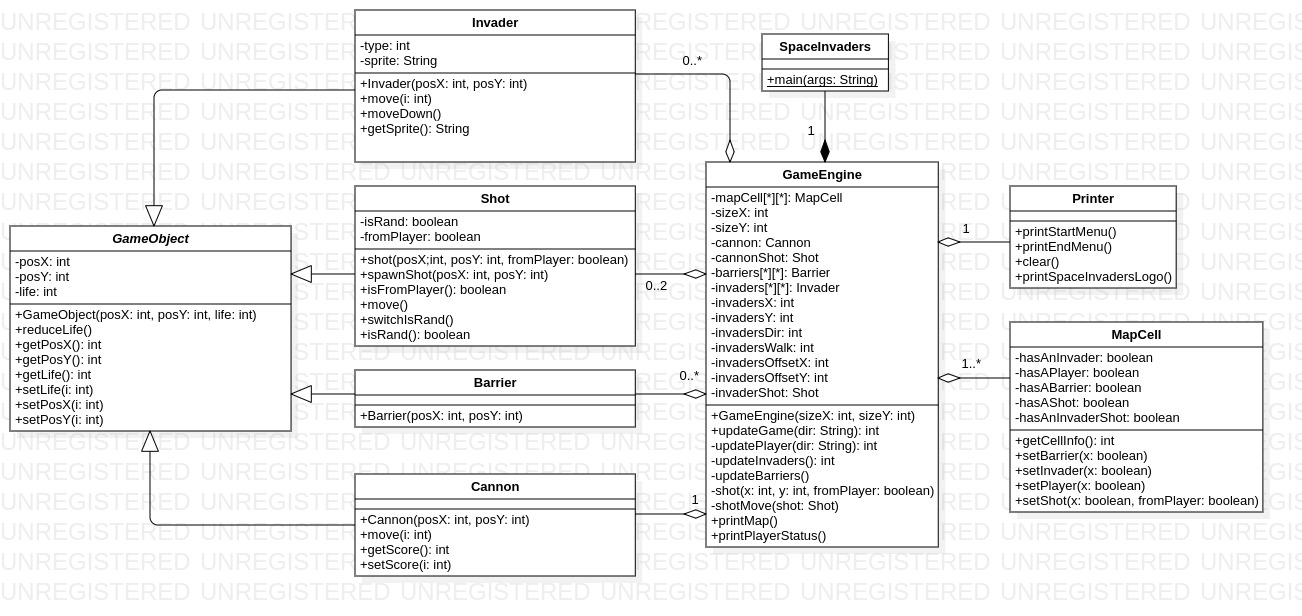 Invader
-type: int
-sprite: String
+Invader(posX: int, posY: int)
+move(i: int)
+moveDown()
+getSprite(): String
0..*
SpaceInvaders
+main(args: String)
1
GameObject
-posX: int
-posY: int
-life: int
+GameObject(posX: int, posY: int, life: int)
+reduceLife()
+getPosX(): int
+getPosY(): int
+getLife(): int
+setLife(i: int)
+setPosX(i: int)
+setPosY(i: int)
Shot
-isRand: boolean
-fromPlayer: boolean
+shot(posX;int, posY: int, fromPlayer: boolean)
+spawnShot(posX: int, posY: int)
+isFromPlayer(): boolean
+move()
+switchIsRand()
+isRand(): boolean
0..2
Barrier
+Barrier(posX: int, posY: int)
0..*
Cannon
+Cannon(posX: int, posY: int)
+move(i: int)
+getScore(): int
+setScore(i: int)
1
GameEngine
-mapCell[*][*]: MapCell
-sizeX: int
-sizeY: int
-cannon: Cannon
-cannonShot: Shot
-barriers[*][*]: Barrier
-invaders[*][*]: Invader
-invadersX: int
-invadersY: int
-invadersDir: int
-invadersWalk: int
-invadersOffsetX: int
-invadersOffsetY: int
-invaderShot: Shot
+GameEngine(sizeX: int, sizeY: int)
+updateGame(dir: String): int
-updatePlayer(dir: String): int
-updateInvaders(): int
-updateBarriers()
-shot(x: int, y: int, fromPlayer: boolean)
-shotMove(shot: Shot)
+printMap()
+printPlayerStatus()
1
Printer
+printStartMenu()
+printEndMenu()
+clear()
+printSpaceInvadersLogo()
1..*
MapCell
-hasAnInvader: boolean
-hasAPlayer: boolean
-hasABarrier: boolean
-hasAShot: boolean
-hasAnInvaderShot: boolean
+getCellInfo(): int
+setBarrier(x: boolean)
+setInvader(x: boolean)
+setPlayer(x: boolean)
+setShot(x: boolean, fromPlayer: boolean)
UNREGISTERED